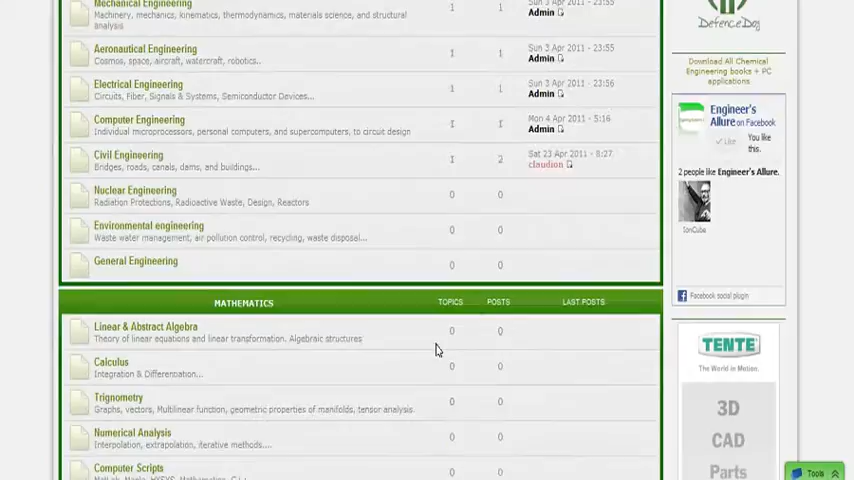 Mechanical Engineering
Machinery, mechanics, kinematics, thermodynamics, materials science, and structural
analysis
1 1
Sun 3 Apr 2011 - 23:55
Admin
Aeronautical Engineering
Cosmos, space, aircraft, watercraft, robotics..
1 1
Sun 3 Apr 2011 - 23:55
Admin
Electrical Engineering
Circuits, Fiber, Signals & Systems, Semiconductor Devices...
1 1
Sun 3 Apr 2011 - 23:56
Admin
Computer Engineering
Individual microprocessors, personal computers, and supercomputers, to circuit design
1 1
Mon 4 Apr 2011 - 5:16
Admin
Civil Engineering
Bridges, roads, canals, dams, and buildings...
1 2
Sat 23 Apr 2011 - 8:27
claudion
Nuclear Engineering
Radiation Protections, Radioactive Waste, Design, Reactors
0 0
Environmental engineering
Waste water management, air pollution control, recycling, waste disposal...
0 0
General Engineering
0 0
MATHEMATICS TOPICS POSTS LAST POSTS
Linear & Abstract Algebra
Theory of linear equations and linear transformation. Algebraic structures
0 0
Calculus
Integration & Differenation...
0 0
Trignometry
Graphs, vectors, Multilinear function, geometric properties of manifolds, tensor analysis.
0 0
Numerical Analysis
Interpolation, extrapolation, iterative methods....
0 0
Computer Scripts
MatLab, Maple, HYSYS, Mathematica, C++
0 0
DefenceDog
Download All Chemical
Engineering books + PC
applications
Engineer's
Allure on Facebook
Like
You like
this.
2 people like Engineer's Allure.
IonCube
Facebook social plugin
TENTE
The World in Motion.
3D
CAD
Parts
Tools